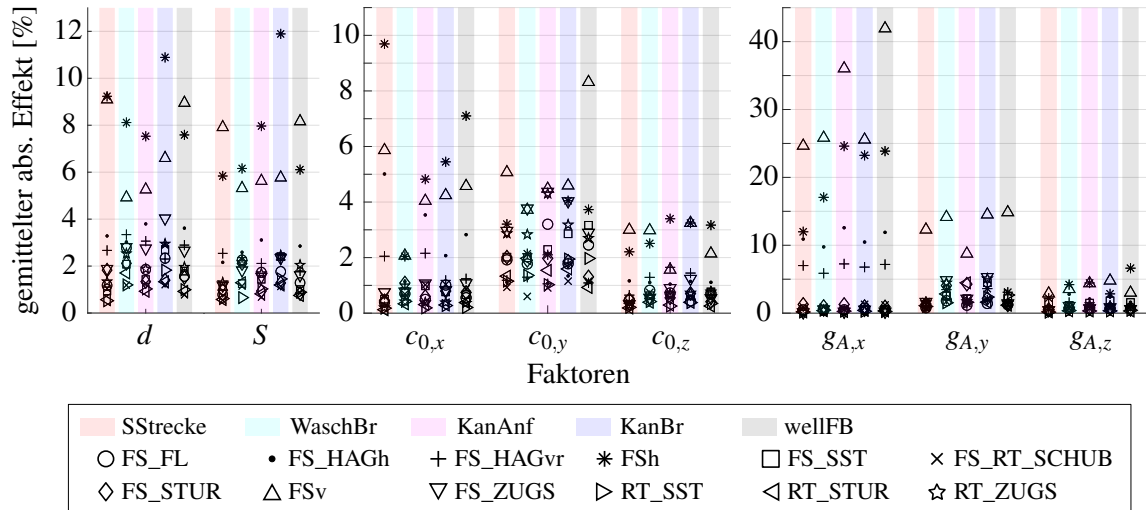 gemittelter abs. Effekt [%]
12
10
8
6
4
2
0
d S
10
8
6
4
2
0
c0,x c0,y c0,z
40
30
20
10
0
gA,x gA,y gA,z
Faktoren
SStrecke WaschBr KanAnf KanBr wellFB
FS_FL FS_HAGh FS_HAGvr FSh FS_SST FS_RT_SCHUB
FS_STUR FSv FS_ZUGS RT_SST RT_STUR RT_ZUGS